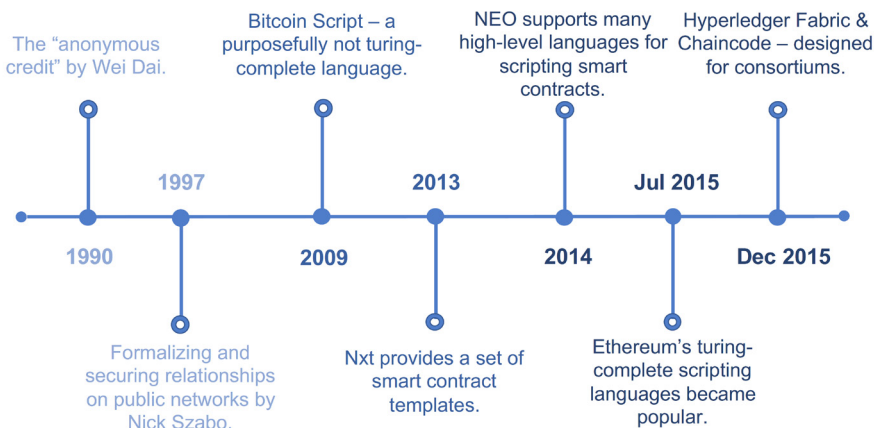 The “anonymous
credit” by Wei Dai.
1990
1997
Formalizing and
securing relationships
on public networks by
Nick Szabo.
Bitcoin Script – a
purposefully not turing-
complete language.
2009
2013
Nxt provides a set of
smart contract
templates.
NEO supports many
high-level languages for
scripting smart
contracts.
2014
Jul 2015
Ethereum’s turing-
complete scripting
languages became
popular.
Hyperledger Fabric &
Chaincode – designed
for consortiums.
Dec 2015